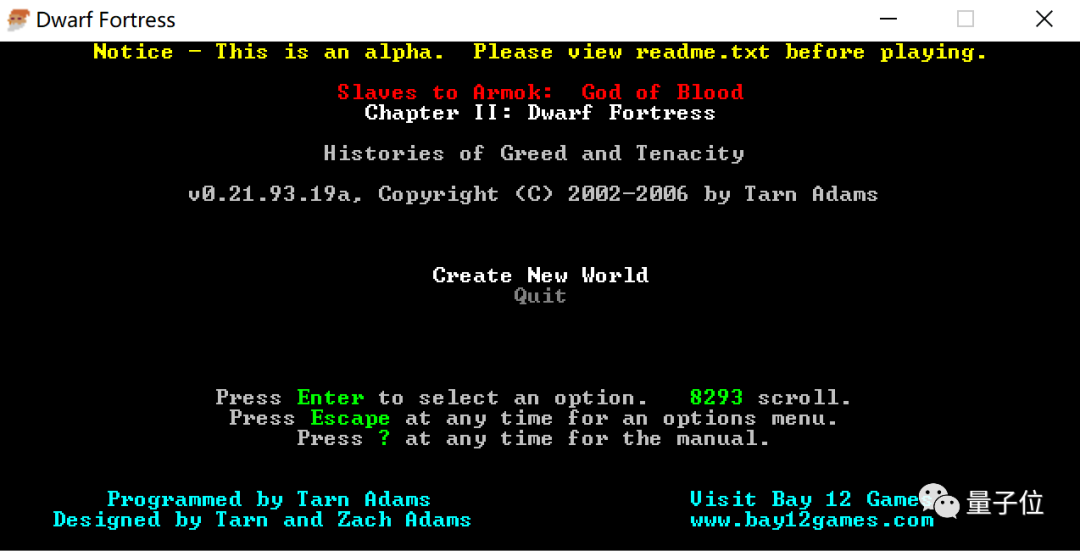 Dwarf Fortress
Notice - This is an alpha. Please view readme.txt before playing.
Slaves to Armok: God of Blood
Chapter II: Dwarf Fortress
Histories of Greed and Tenacity
v0.21.93.19a, Copyright (C) 2002-2006 by Tarn Adams
Create New World
Quit
Press Enter to select an option. 8293 scroll.
Press Escape at any time for an options menu.
Press ? at any time for the manual.
Programmed by Tarn Adams
Designed by Tarn and Zach Adams
Visit Bay 12 Games
www.bay12games.com
量子位